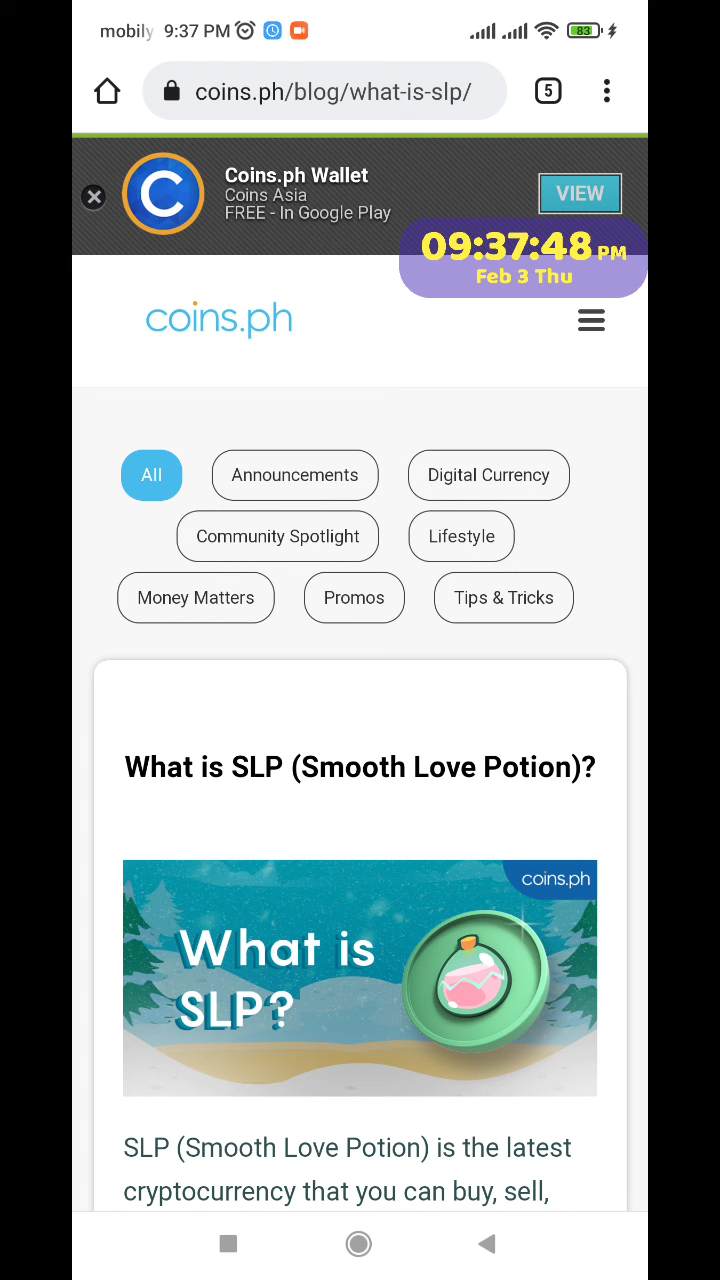 mobily 9:37 PM 83
coins.ph/blog/what-is-slp/ 5
Coins.ph Wallet
Coins Asia
FREE - In Google Play
VIEW
09:37:48 PM
Feb 3 Thu
coins.ph
All Announcements Digital Currency
Community Spotlight Lifestyle
Money Matters Promos Tips & Tricks
What is SLP (Smooth Love Potion)?
coins.ph
What is
SLP?
SLP (Smooth Love Potion) is the latest
cryptocurrency that you can buy, sell,